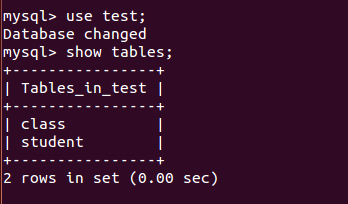 mysql> use test;
Database changed
mysql> show tables;
+----------------+
| Tables_in_test |
+----------------+
| class          |
| student        |
+----------------+
2 rows in set (0.00 sec)